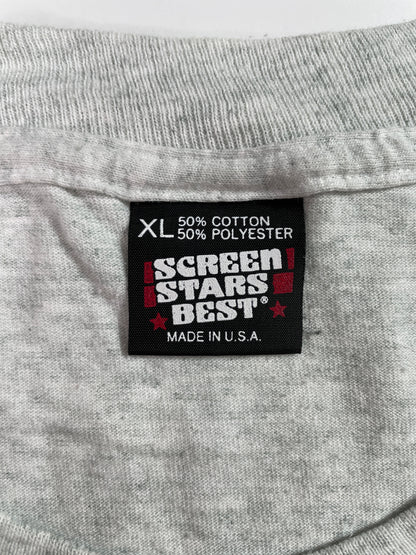 XL 50% COTTON
50% POLYESTER
SCREEN
STARS
BEST®
MADE IN U.S.A.